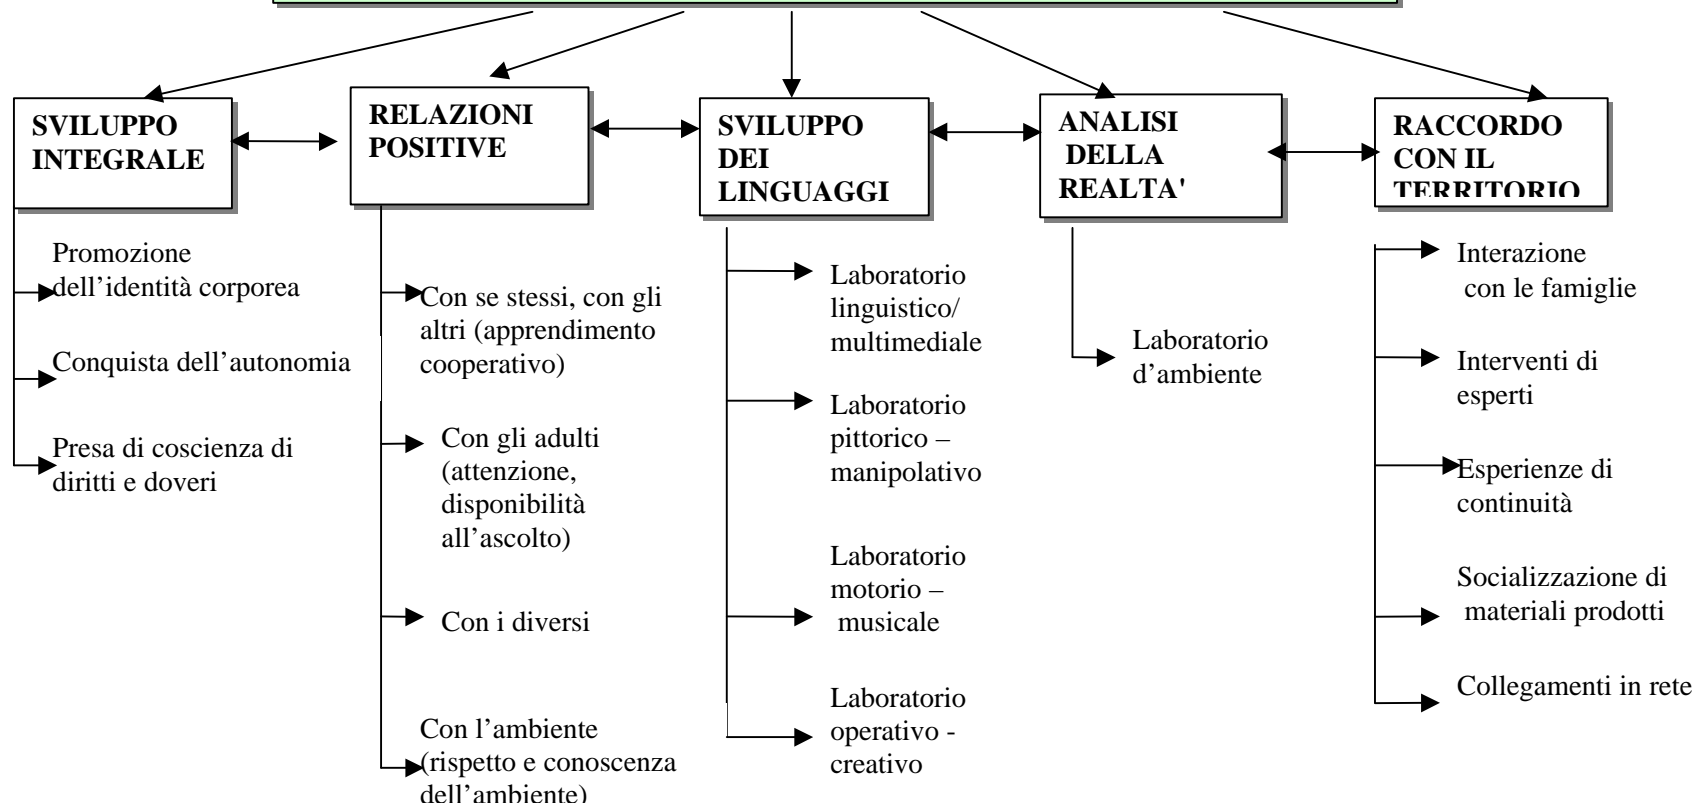 SVILUPPO
INTEGRALE
Promozione
dell’identità corporea
Conquista dell’autonomia
Presa di coscienza di
diritti e doveri
RELAZIONI
POSITIVE
Con se stessi, con gli
altri (apprendimento
cooperativo)
Con gli adulti
(attenzione,
disponibilità
all’ascolto)
Con i diversi
Con l’ambiente
(rispetto e conoscenza
dell’ambiente)
SVILUPPO
DEI
LINGUAGGI
Laboratorio
linguistico/
multimediale
Laboratorio
pittorico –
manipolativo
Laboratorio
motorio –
musicale
Laboratorio
operativo -
creativo
ANALISI
DELLA
REALTA'
Laboratorio
d’ambiente
RACCORDO
CON IL
TERRITORIO
Interazione
con le famiglie
Interventi di
esperti
Esperienze di
continuità
Socializzazione di
materiali prodotti
Collegamenti in rete